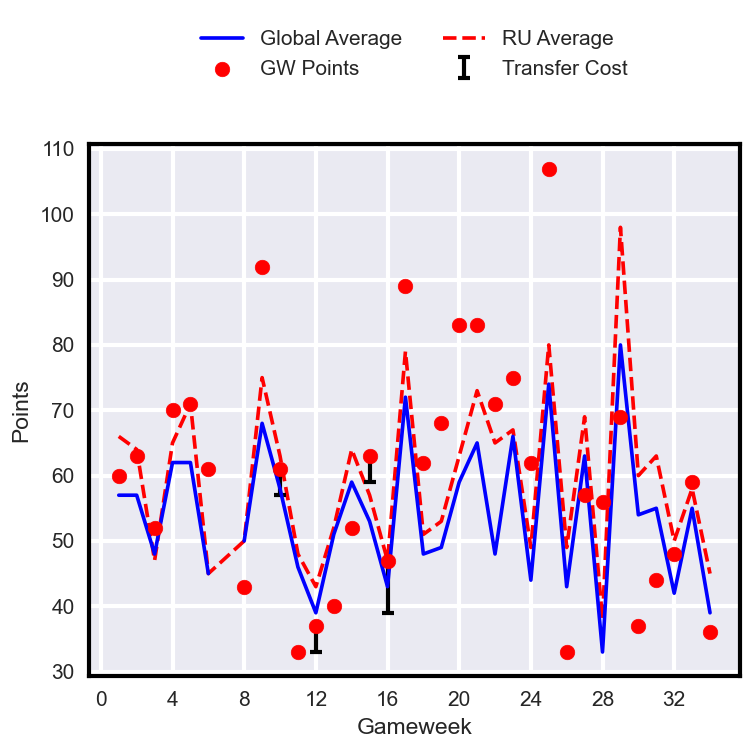 Global Average
RU Average
GW Points
Transfer Cost
110
100
90
80
70
60
50
40
30
Points
0 4 8 12 16 20 24 28 32
Gameweek